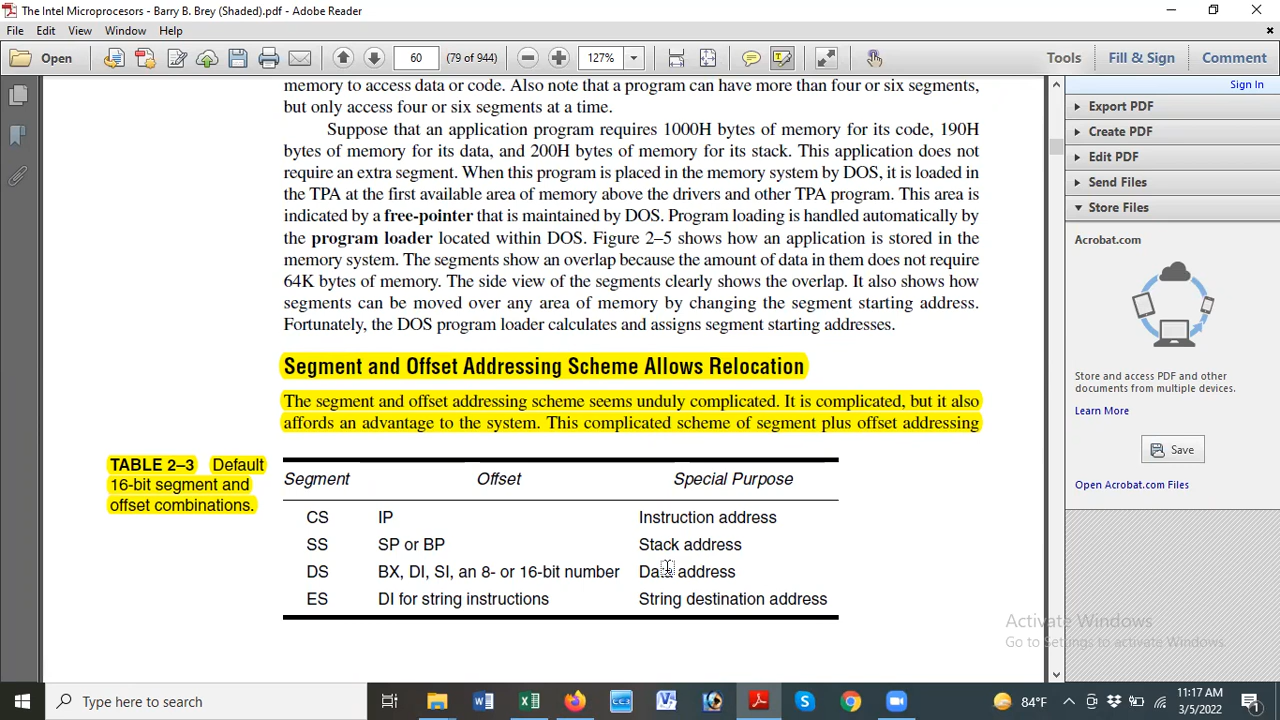 The Intel Microprocesors - Barry B. Brey (Shaded).pdf - Adobe Reader
File Edit View Window Help
Open 60 (79 of 944) 127% Tools Fill & Sign Comment
Sign In
Export PDF
Create PDF
Edit PDF
Send Files
Store Files
Acrobat.com
Store and access PDF and other
documents from multiple devices.
Learn More
Save
Open Acrobat.com Files
memory to access data or code. Also note that a program can have more than four or six segments,
but only access four or six segments at a time.
Suppose that an application program requires 1000H bytes of memory for its code, 190H
bytes of memory for its data, and 200H bytes of memory for its stack. This application does not
require an extra segment. When this program is placed in the memory system by DOS, it is loaded in
the TPA at the first available area of memory above the drivers and other TPA program. This area is
indicated by a free-pointer that is maintained by DOS. Program loading is handled automatically by
the program loader located within DOS. Figure 2–5 shows how an application is stored in the
memory system. The segments show an overlap because the amount of data in them does not require
64K bytes of memory. The side view of the segments clearly shows the overlap. It also shows how
segments can be moved over any area of memory by changing the segment starting address.
Fortunately, the DOS program loader calculates and assigns segment starting addresses.
Segment and Offset Addressing Scheme Allows Relocation
The segment and offset addressing scheme seems unduly complicated. It is complicated, but it also
affords an advantage to the system. This complicated scheme of segment plus offset addressing
TABLE 2–3 Default
16-bit segment and
offset combinations.
Segment Offset Special Purpose
CS IP Instruction address
SS SP or BP Stack address
DS BX, DI, SI, an 8- or 16-bit number Data address
ES DI for string instructions String destination address
Activate Windows
Go to Settings to activate Windows.
Type here to search
84°F
11:17 AM
3/5/2022